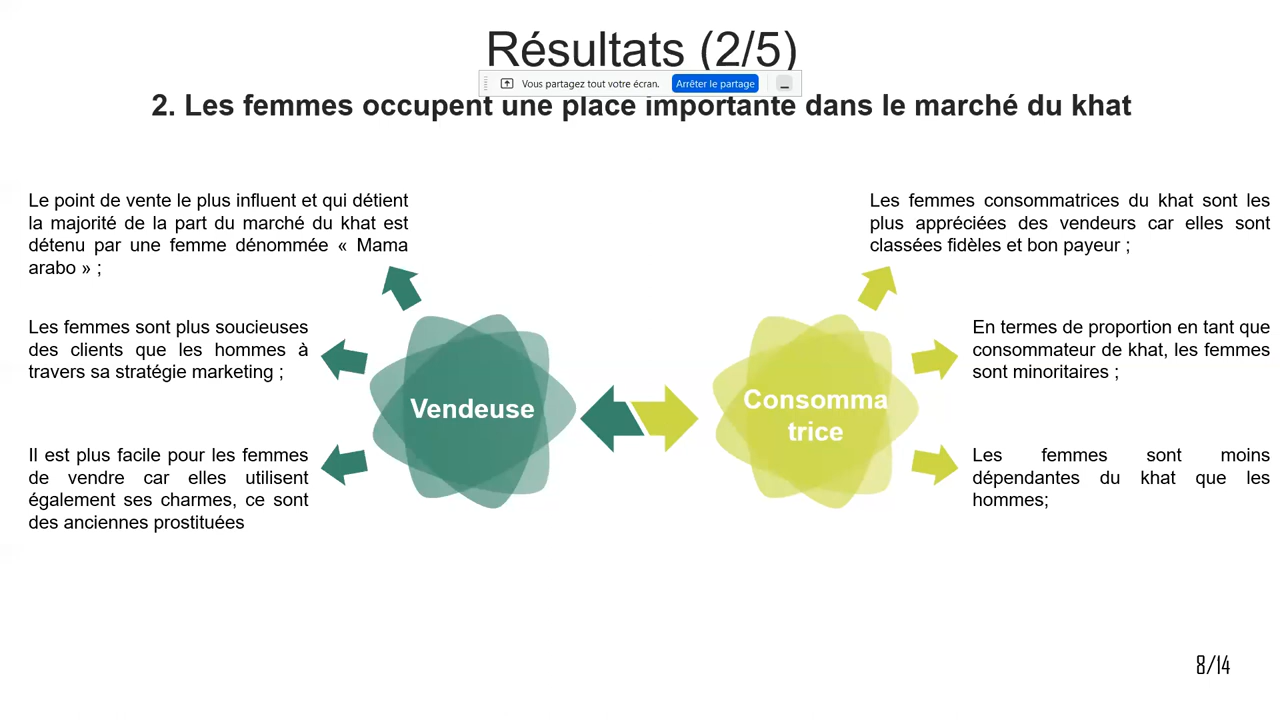 Résultats (2/5)
Vous partagez tout votre écran.
Arrêter le partage
2. Les femmes occupent une place importante dans le marché du khat
Le point de vente le plus influent et qui détient
la majorité de la part du marché du khat est
détenu par une femme dénommée « Mama
arabo » ;
Les femmes sont plus soucieuses
des clients que les hommes à
travers sa stratégie marketing ;
Il est plus facile pour les femmes
de vendre car elles utilisent
également ses charmes, ce sont
des anciennes prostituées
Vendeuse
Consomma
trice
Les femmes consommatrices du khat sont les
plus appréciées des vendeurs car elles sont
classées fidèles et bon payeur ;
En termes de proportion en tant que
consommateur de khat, les femmes
sont minoritaires ;
Les femmes sont moins
dépendantes du khat que les
hommes;
8/14